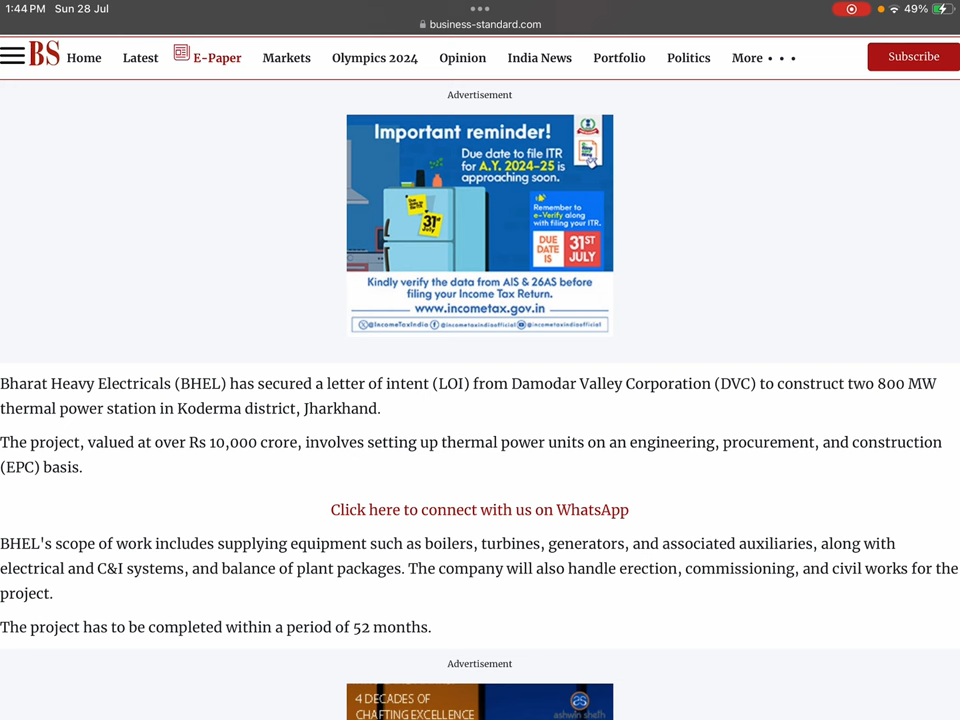 1:44 PM Sun 28 Jul
49%
business-standard.com
BS Home Latest E-Paper Markets Olympics 2024 Opinion India News Portfolio Politics More • • • Subscribe
Advertisement
Important reminder!
Due date to file ITR
for A.Y. 2024-25 is
approaching soon.
31st
July
Remember to
e-Verify along
with filing your ITR.
DUE
DATE
IS
31ST
JULY
Kindly verify the data from AIS & 26AS before
filing your Income Tax Return.
www.incometax.gov.in
@IncomeTaxIndia @incometaxindiaofficial @incometaxindiaofficial
Bharat Heavy Electricals (BHEL) has secured a letter of intent (LOI) from Damodar Valley Corporation (DVC) to construct two 800 MW
thermal power station in Koderma district, Jharkhand.
The project, valued at over Rs 10,000 crore, involves setting up thermal power units on an engineering, procurement, and construction
(EPC) basis.
Click here to connect with us on WhatsApp
BHEL's scope of work includes supplying equipment such as boilers, turbines, generators, and associated auxiliaries, along with
electrical and C&I systems, and balance of plant packages. The company will also handle erection, commissioning, and civil works for the
project.
The project has to be completed within a period of 52 months.
Advertisement
4 DECADES OF
CRAFTING EXCELLENCE
ashwin sheth